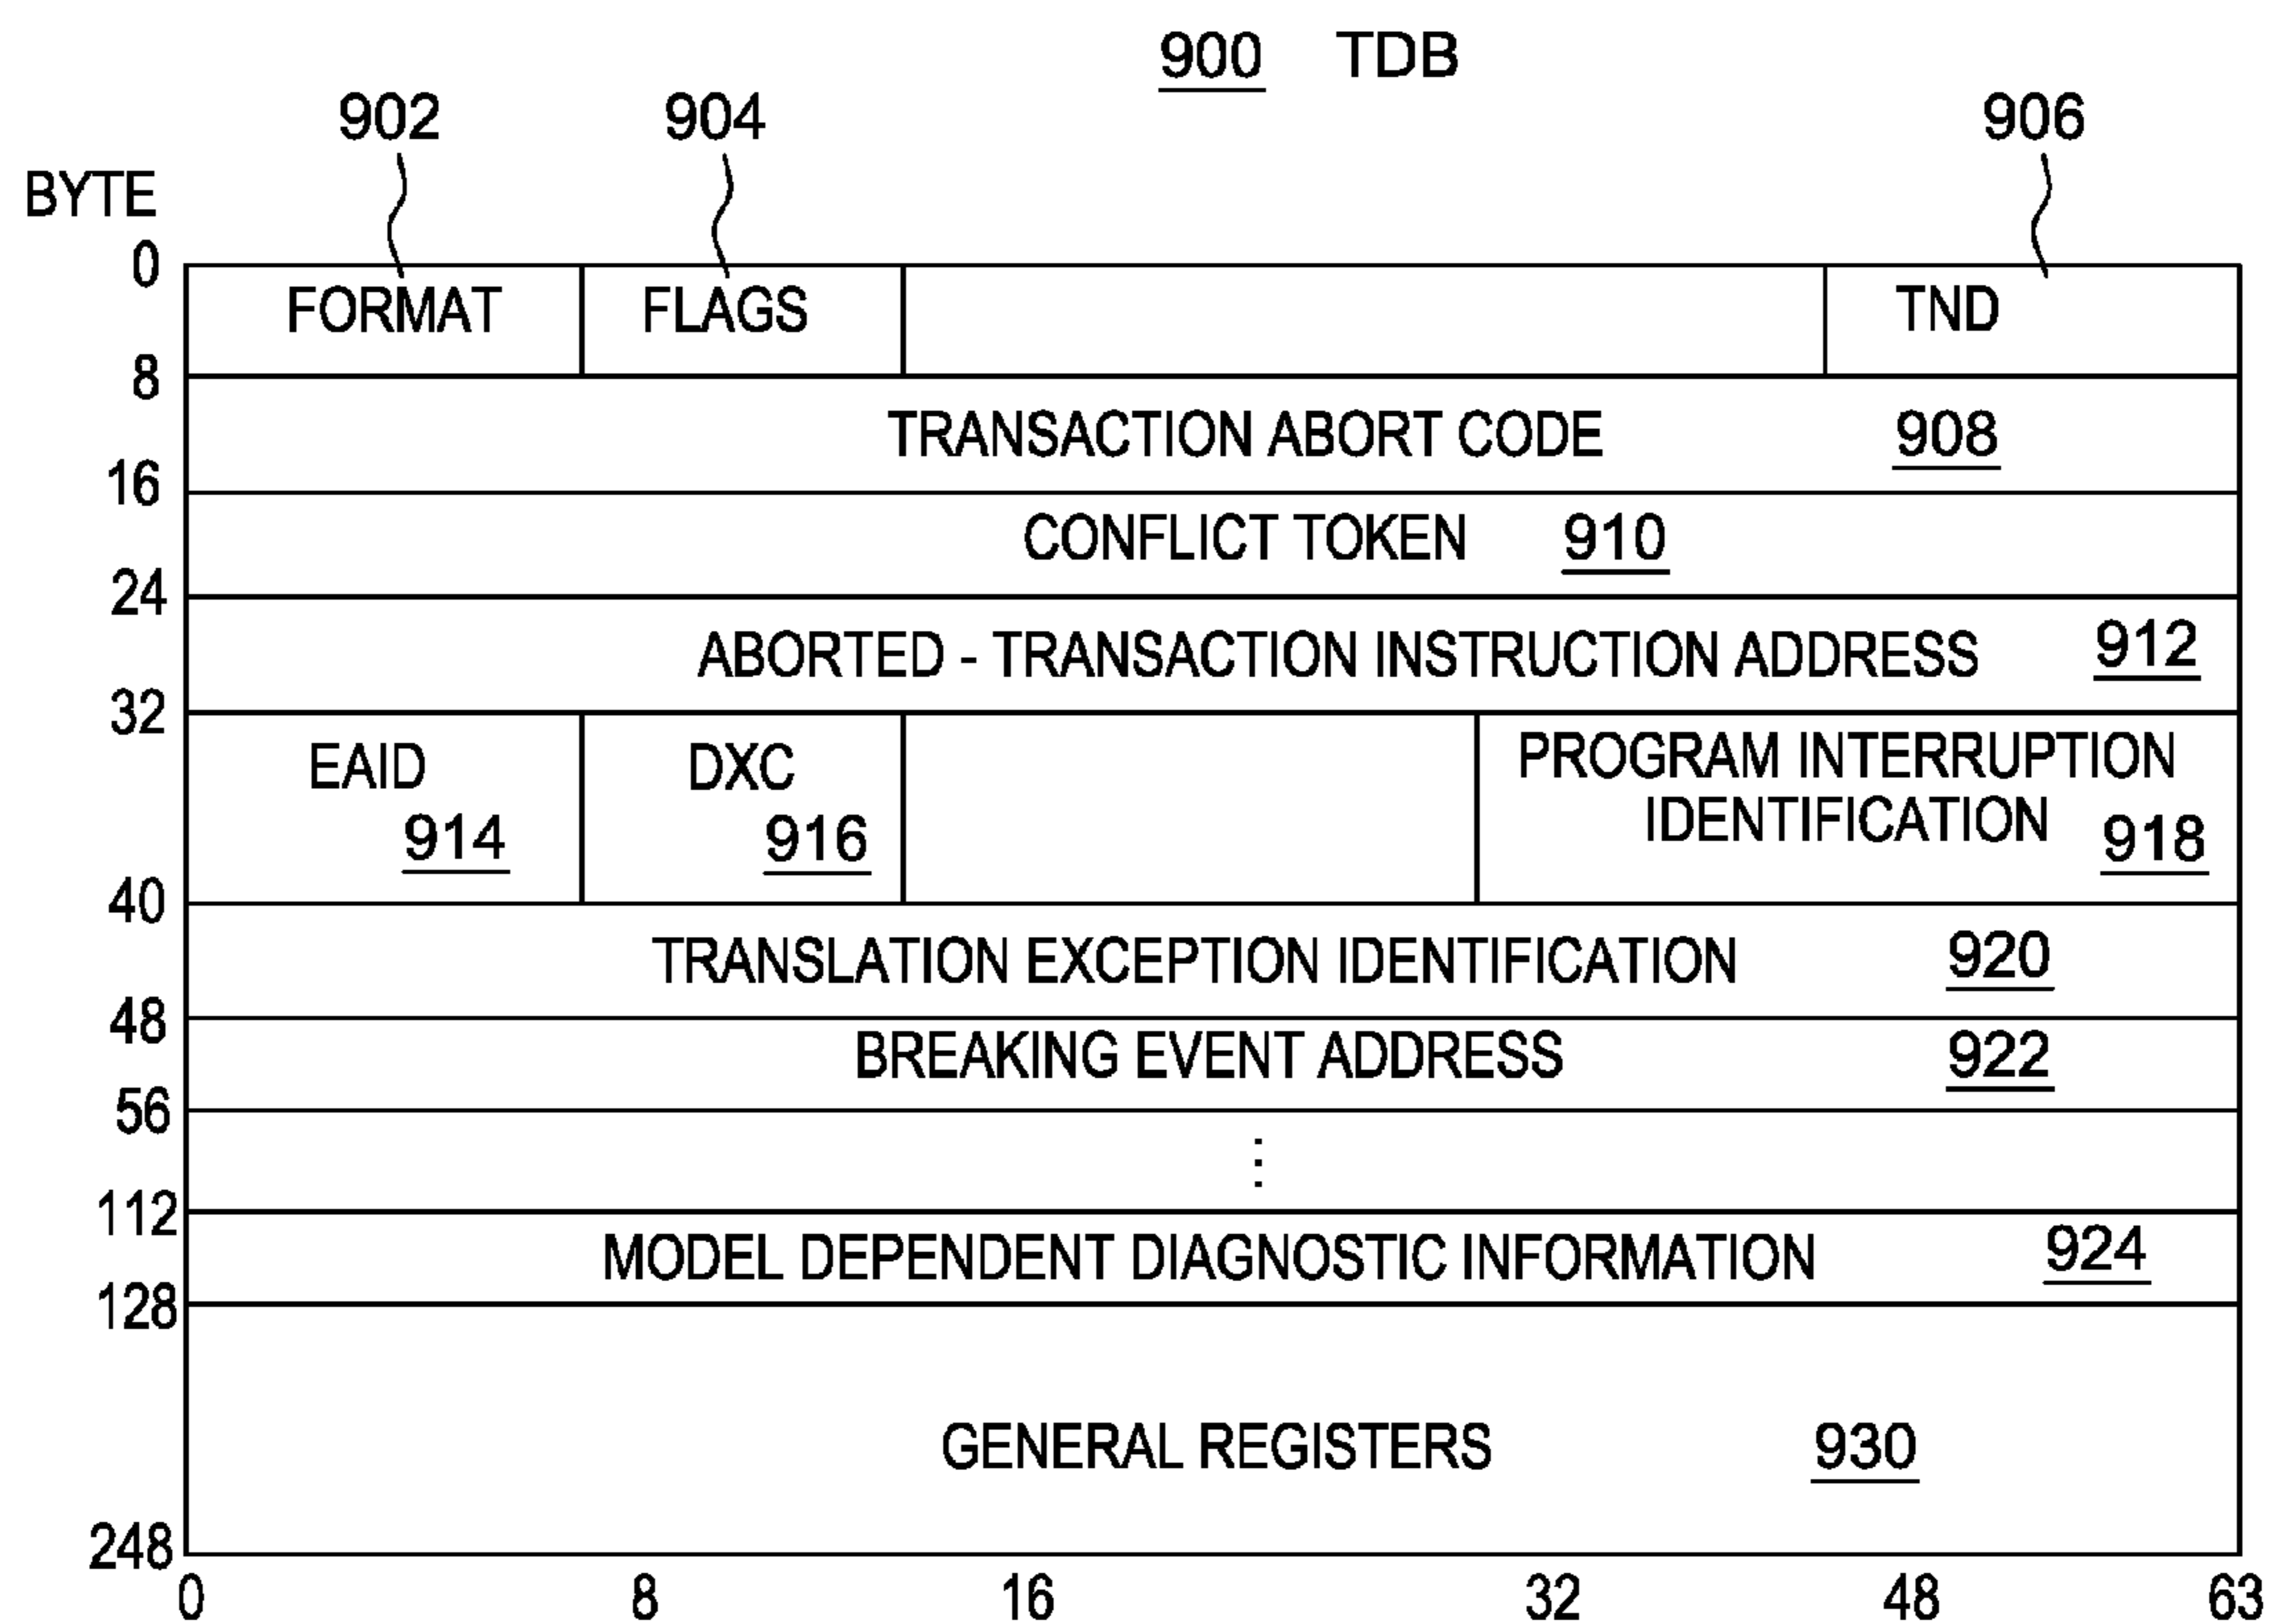 900 TDB
902 904 906
BYTE
0
FORMAT FLAGS TND
8
TRANSACTION ABORT CODE 908
16
CONFLICT TOKEN 910
24
ABORTED - TRANSACTION INSTRUCTION ADDRESS 912
32
EAID DXC PROGRAM INTERRUPTION
IDENTIFICATION
914 916 918
40
TRANSLATION EXCEPTION IDENTIFICATION 920
48
BREAKING EVENT ADDRESS 922
56
⋮
112
MODEL DEPENDENT DIAGNOSTIC INFORMATION 924
128
GENERAL REGISTERS 930
248
0 8 16 32 48 63